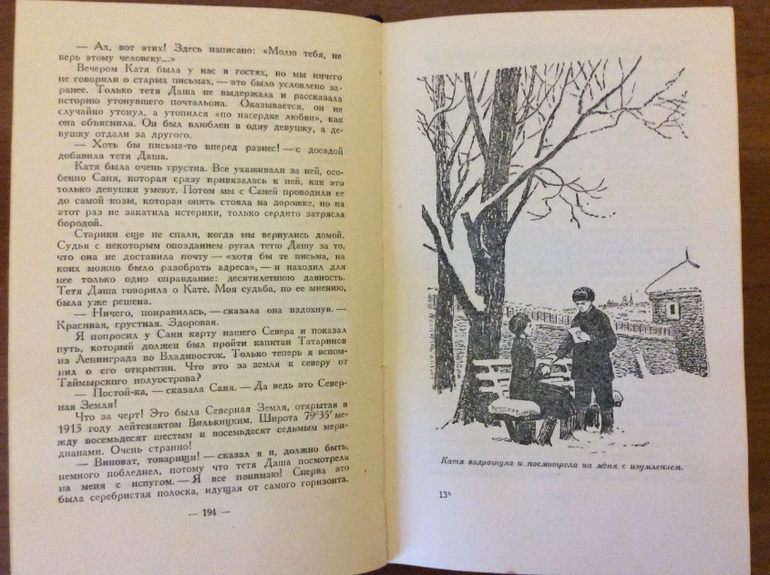 — Ах, вот этих! Здесь написано: «Молю тебя, не
верь этому человеку...»
Вечером Катя была у нас в гостях, но мы ничего
не говорили о старых письмах, — это было условлено за-
ранее. Только тетя Даша не выдержала и рассказала
историю утонувшего почтальона. Оказывается, он не
случайно утонул, а утопился «по насердке любви», как
она объяснила. Он был влюблен в одну девушку, а де-
вушку отдали за другого.
— Хоть бы письма-то вперед разнес! — с досадой
добавила тетя Даша.
Катя была очень грустна. Все ухаживали за ней, осо-
бенно Саня, которая сразу привязалась к ней, как это
только девушки умеют. Потом мы с Саней проводили ее
до самой козы, которая опять стояла на дорожке, но на
этот раз не закатила истерики, только сердито затрясла
бородой.
Старики еще не спали, когда мы вернулись домой.
Судья с некоторым опозданием ругал тетю Дашу за то,
что она не доставила почту — «хотя бы те письма, на
коих можно было разобрать адреса», — и находил для
нее только одно оправдание: десятилетнюю давность.
Тетя Даша говорила о Кате. Моя судьба, по ее мнению,
была уже решена.
— Ничего, понравилась, — сказала она вздохнув. —
Красивая, грустная. Здоровая.
Я попросил у Сани карту нашего Севера и показал
путь, который должен был пройти капитан Татаринов
из Ленинграда во Владивосток. Только теперь я вспом-
нил о его открытии. Что это за земля к северу от
Таймырского полуострова?
— Постой-ка, — сказала Саня. — Да ведь это Север-
ная Земля!
Что за черт! Это была Северная Земля, открытая в
1913 году лейтенантом Вилькицким. Широта 79°35′ ме-
жду восемьдесят шестым и восемьдесят седьмым мери-
дианами. Очень странно!
— Виноват, товарищи! — сказал я и, должно быть,
немного побледнел, потому что тетя Даша посмотрела
на меня с испугом. — Я все понимаю! Сперва это
была серебристая полоска, идущая от самого горизонта.
— 194 —
Катя вздрогнула и посмотрела на меня с изумлением.
13*